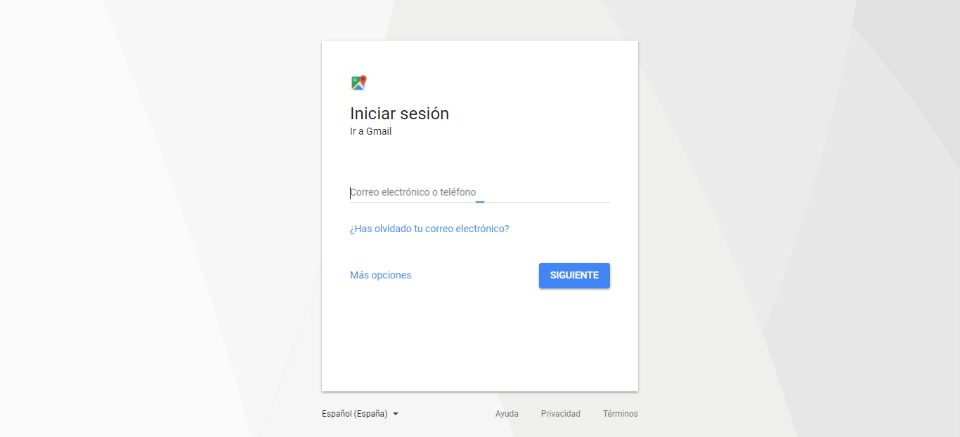 Iniciar sesión
Ir a Gmail
Correo electrónico o teléfono
¿Has olvidado tu correo electrónico?
Más opciones SIGUIENTE
Español (España) Ayuda Privacidad Términos